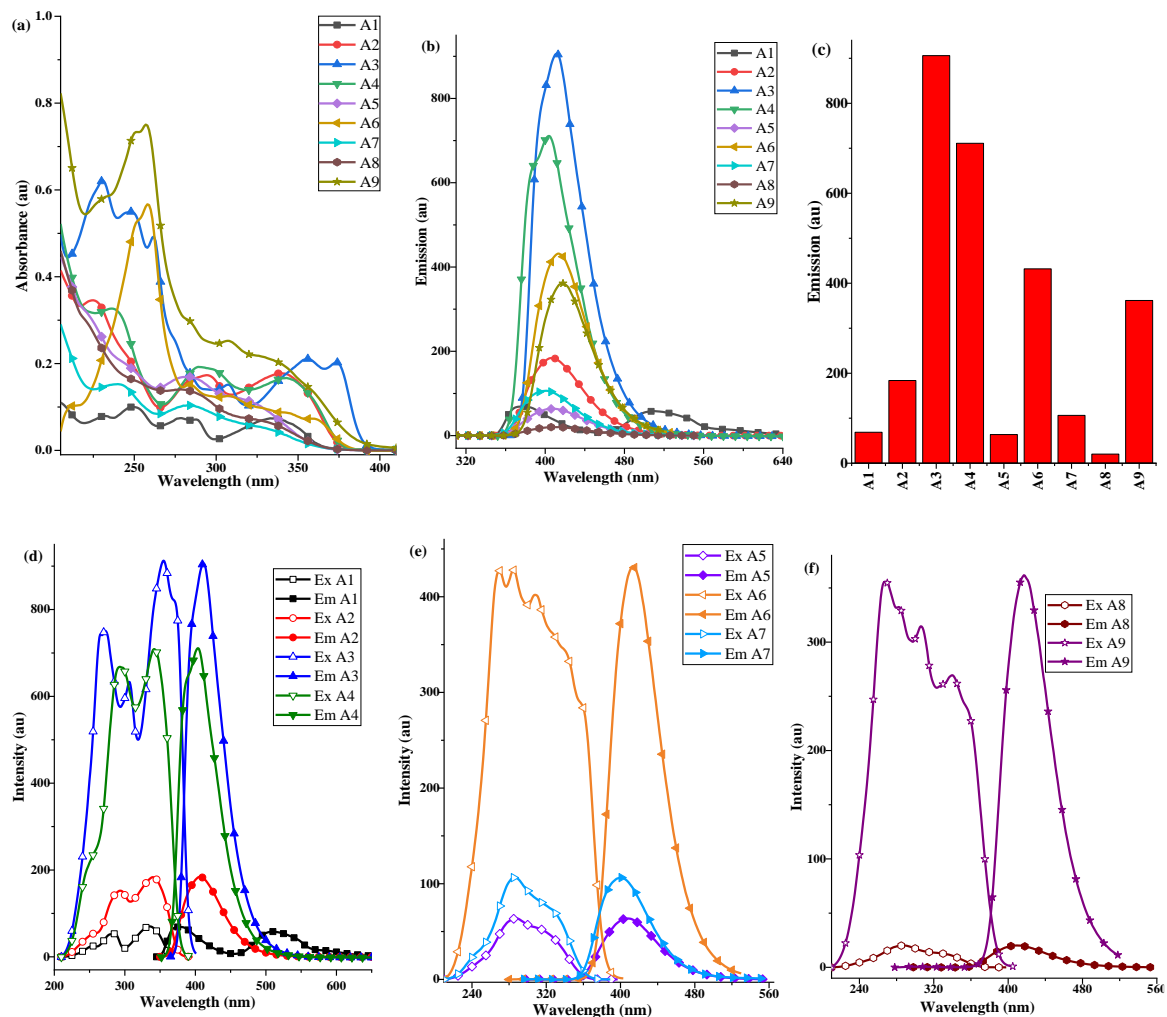 (a)
A1
A2
A3
A4
A5
A6
A7
A8
A9
1.0
0.8
0.6
0.4
0.2
0.0
Absorbance (au)
250
300
350
400
Wavelength (nm)
(b)
A1
A2
A3
A4
A5
A6
A7
A8
A9
800
600
400
200
0
Emission (au)
320
400
480
560
640
Wavelength (nm)
(c)
800
600
400
200
0
Emission (au)
A1
A2
A3
A4
A5
A6
A7
A8
A9
(d)
Ex A1
Em A1
Ex A2
Em A2
Ex A3
Em A3
Ex A4
Em A4
800
600
400
200
0
Intensity (au)
200
300
400
500
600
Wavelength (nm)
(e)
Ex A5
Em A5
Ex A6
Em A6
Ex A7
Em A7
400
300
200
100
0
Intensity (au)
240
320
400
480
560
Wavelength (nm)
(f)
Ex A8
Em A8
Ex A9
Em A9
300
200
100
0
Intensity (au)
240
320
400
480
560
Wavelength (nm)